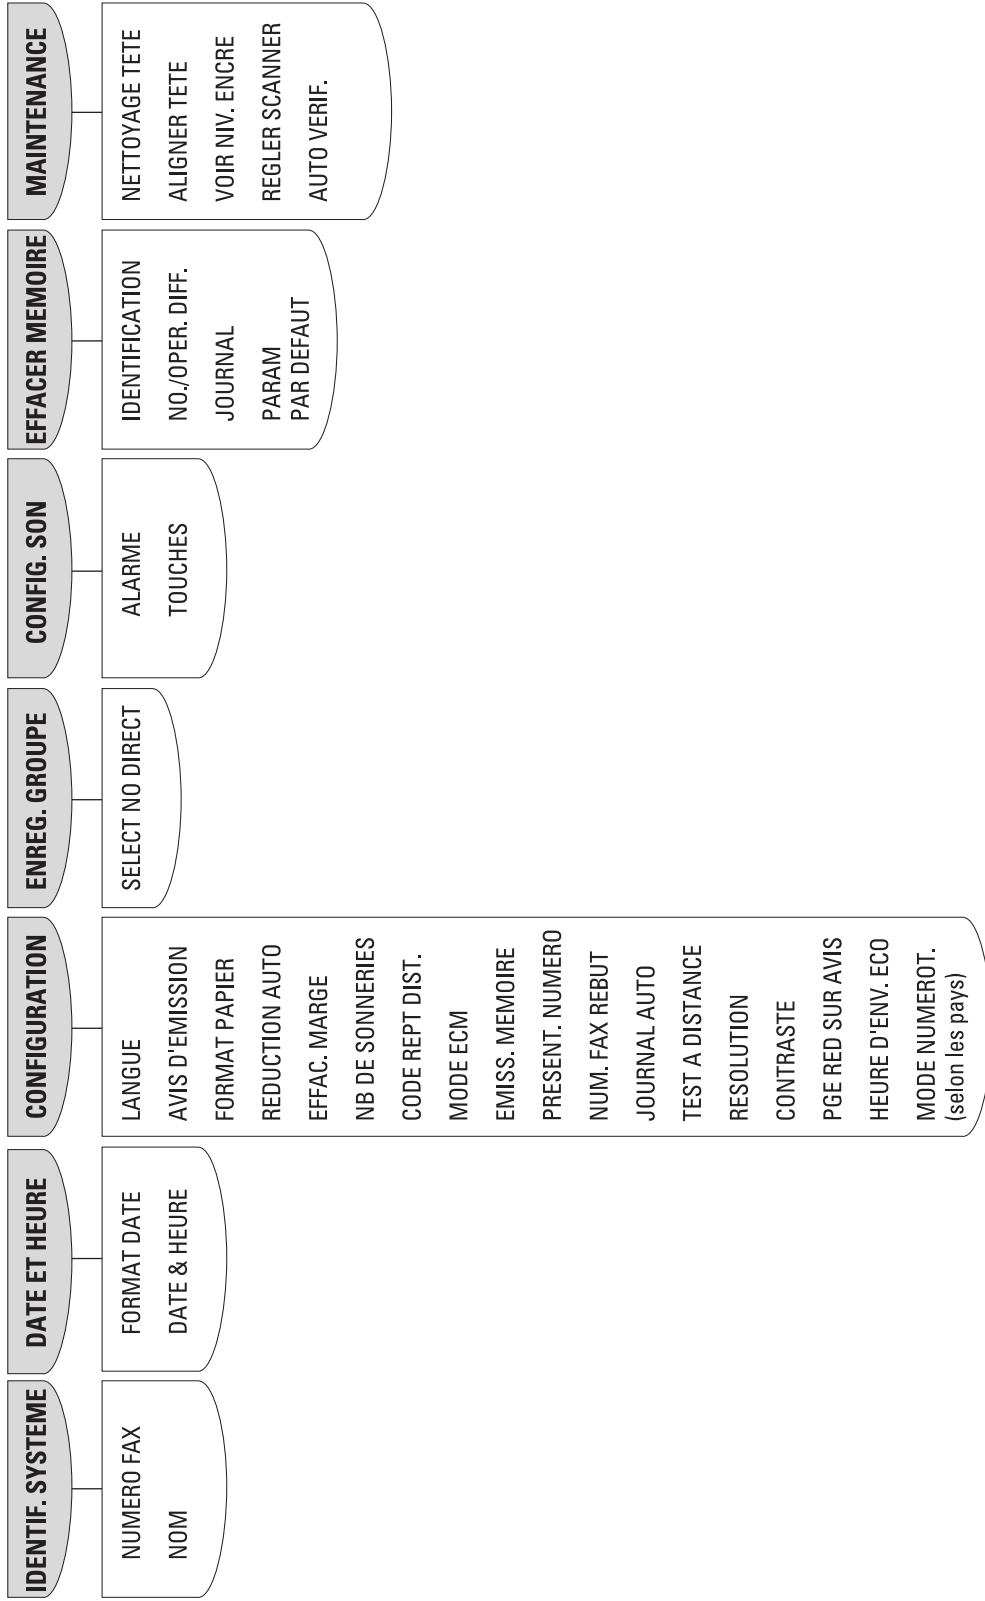 IDENTIF. SYSTEME
NUMERO FAX
NOM
DATE ET HEURE
FORMAT DATE
DATE & HEURE
CONFIGURATION
LANGUE
AVIS D'EMISSION
FORMAT PAPIER
REDUCTION AUTO
EFFAC. MARGE
NB DE SONNERIES
CODE REPT DIST.
MODE ECM
EMISS. MEMOIRE
PRESENT. NUMERO
NUM. FAX REBUT
JOURNAL AUTO
TEST A DISTANCE
RESOLUTION
CONTRASTE
PGE RED SUR AVIS
HEURE D'ENV. ECO
MODE NUMEROT.
(selon les pays)
ENREG. GROUPE
SELECT NO DIRECT
CONFIG. SON
ALARME
TOUCHES
EFFACER MEMOIRE
IDENTIFICATION
NO./OPER. DIFF.
JOURNAL
PARAM
PAR DEFAUT
MAINTENANCE
NETTOYAGE TETE
ALIGNER TETE
VOIR NIV. ENCRE
REGLER SCANNER
AUTO VERIF.